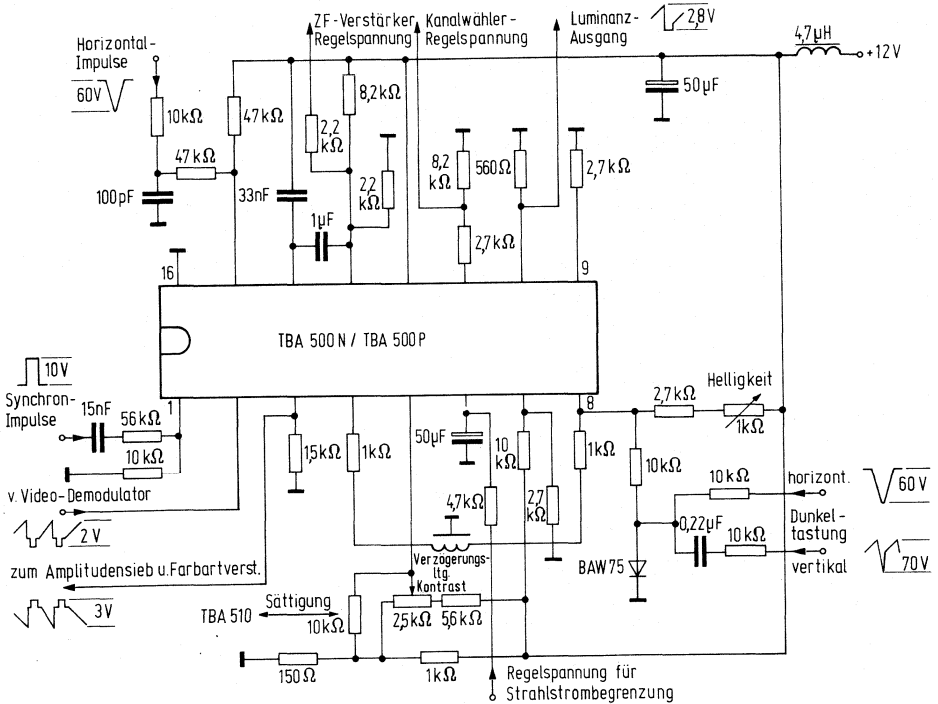 ZF-Verstärker
Regelspannung
Kanalwähler-
Regelspannung
Luminanz-
Ausgang
2,8V
Horizontal-
Impulse
60V
4,7µH
+12V
50µF
10kΩ
47kΩ
47kΩ
100pF
33nF
2,2
kΩ
8,2kΩ
2,2
kΩ
1µF
8,2
kΩ
560Ω
2,7kΩ
2,7kΩ
16
9
TBA 500N / TBA 500P
1
8
10V
Synchron-
Impulse
15nF
56kΩ
10kΩ
v. Video-Demodulator
2V
zum Amplitudensieb u. Farbartverst.
3V
1,5kΩ
1kΩ
50µF
4,7kΩ
10
kΩ
2,7
kΩ
1kΩ
2,7kΩ
Helligkeit
1kΩ
10kΩ
10kΩ
horizont.
60V
0,22µF
10kΩ
Dunkel-
tastung
vertikal
70V
BAW75
Verzögerungs-
ltg.
Kontrast
2,5kΩ
5,6kΩ
TBA 510
Sättigung
10kΩ
150Ω
1kΩ
Regelspannung für
Strahlstrombegrenzung